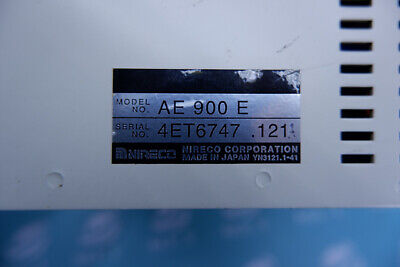 MODEL NO. AE 900 E
SERIAL NO. 4ET6747 .121
NIRECO NIRECO CORPORATION
MADE IN JAPAN YN3121.1-41